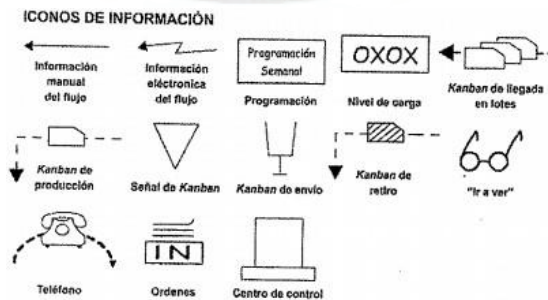 ICONOS DE INFORMACIÓN
Información
manual
del flujo
Información
eléctronica
del flujo
Programación
Semanal
Programación
OXOX
Nivel de carga
Kanban de llegada
en lotes
Kanban de
producción
Señal de Kanban
Kanban de envío
Kanban de
retiro
"Ir a ver"
Teléfono
IN
Ordenes
Centro de control